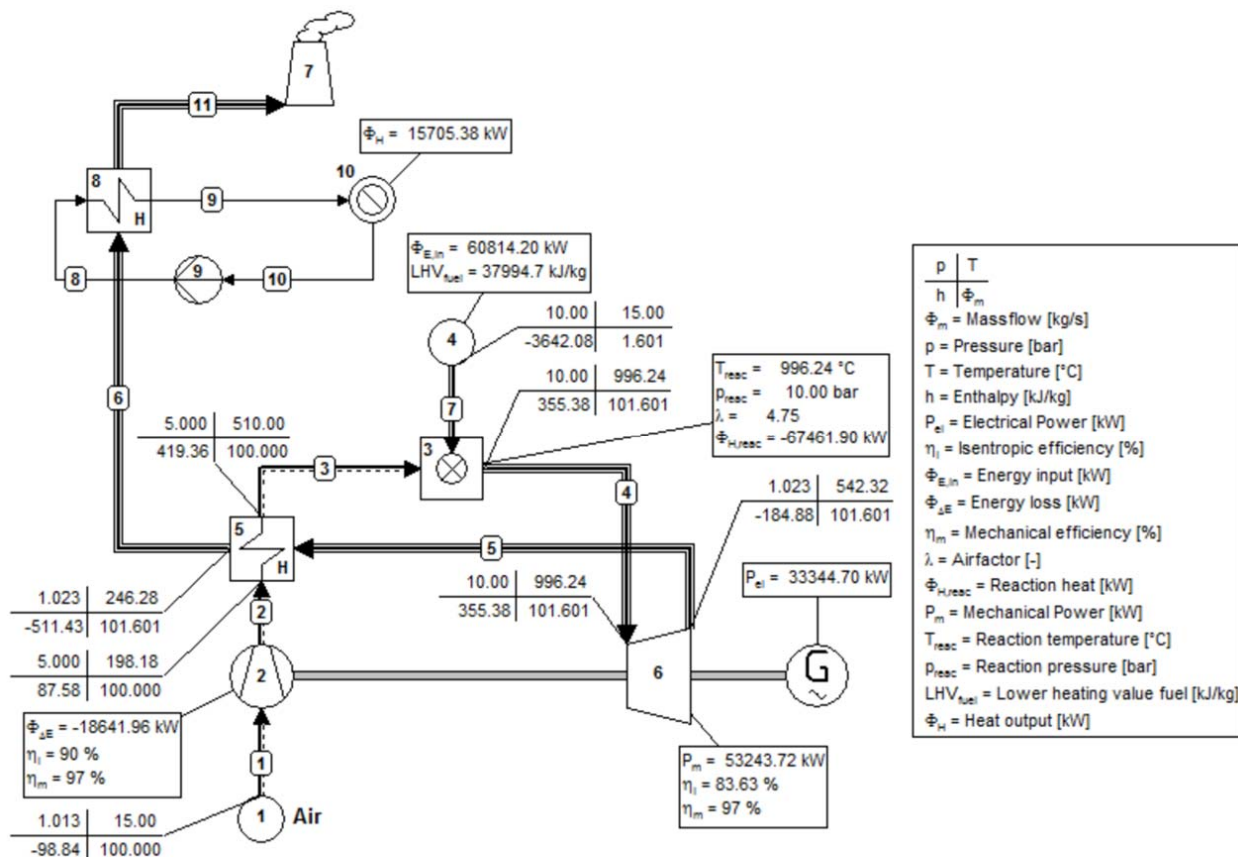 7
11
Φ_H = 15705.38 kW
10
8
H
9
8
9
10
Φ_E,in = 60814.20 kW
LHV_fuel = 37994.7 kJ/kg
4
10.00 15.00
-3642.08 1.601
10.00 996.24
355.38 101.601
T_reac = 996.24 °C
p_reac = 10.00 bar
λ = 4.75
Φ_H,reac = -67461.90 kW
6
7
5.000 510.00
419.36 100.000
3
3
4
1.023 542.32
-184.88 101.601
5
H
5
10.00 996.24
355.38 101.601
P_el = 33344.70 kW
1.023 246.28
-511.43 101.601
2
5.000 198.18
87.58 100.000
2
6
G
~
Φ_ΔE = -18641.96 kW
η_i = 90 %
η_m = 97 %
1
P_m = 53243.72 kW
η_i = 83.63 %
η_m = 97 %
1.013 15.00
-98.84 100.000
1
Air
p T
h Φ_m
Φ_m = Massflow [kg/s]
p = Pressure [bar]
T = Temperature [°C]
h = Enthalpy [kJ/kg]
P_el = Electrical Power [kW]
η_i = Isentropic efficiency [%]
Φ_E,in = Energy input [kW]
Φ_ΔE = Energy loss [kW]
η_m = Mechanical efficiency [%]
λ = Airfactor [-]
Φ_H,reac = Reaction heat [kW]
P_m = Mechanical Power [kW]
T_reac = Reaction temperature [°C]
p_reac = Reaction pressure [bar]
LHV_fuel = Lower heating value fuel [kJ/kg]
Φ_H = Heat output [kW]